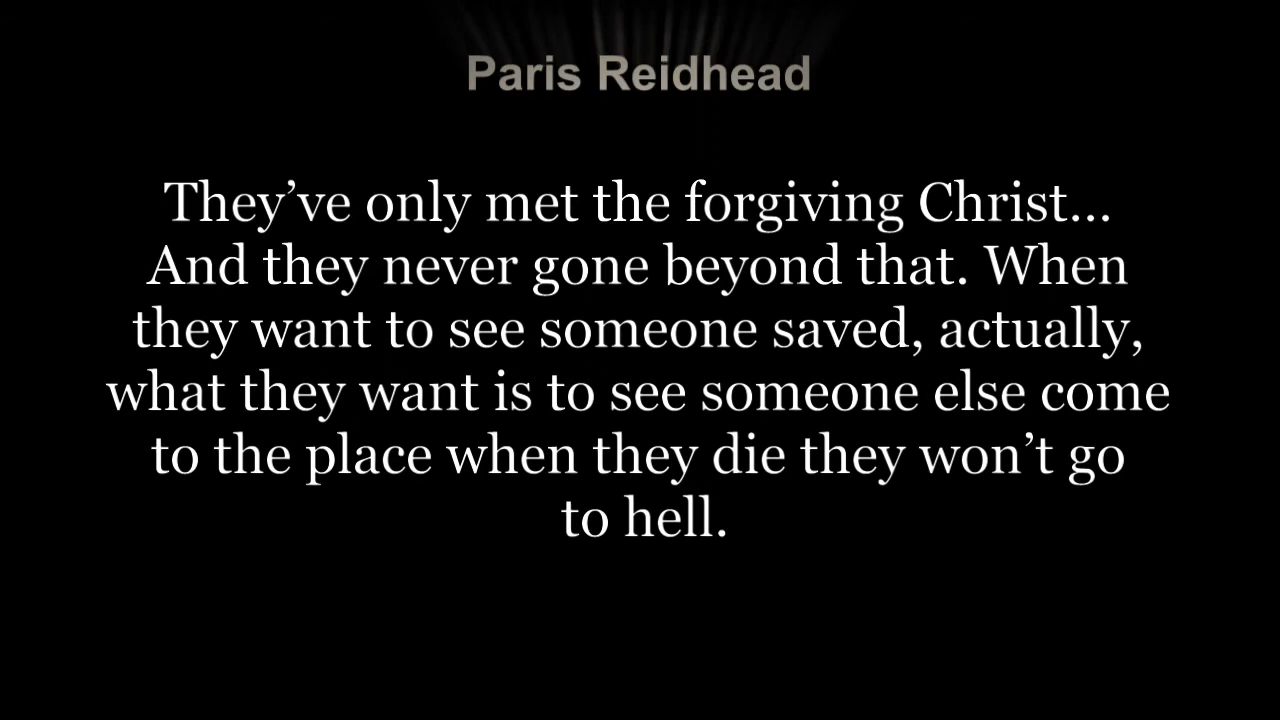 Paris Reidhead
They’ve only met the forgiving Christ...
And they never gone beyond that. When
they want to see someone saved, actually,
what they want is to see someone else come
to the place when they die they won’t go
to hell.